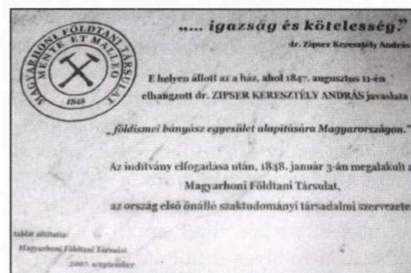 „... igazság és kötelesség."
dr. Zipser Keresztély András
MAGYARHONI FÖLDTANI TÁRSULAT
MENTE ET MALLEO
1848
E helyen állott az a ház, ahol 1847. augusztus 11-én
elhangzott dr. ZIPSER KERESZTÉLY ANDRÁS javaslata
„földismei bányász egyesület alapítására Magyarországon."
Az indítvány elfogadása után, 1848. január 3-án megalakult a
Magyarhoni Földtani Társulat,
az ország első önálló szaktudományi társadalmi szervezete
táblát állíttatta:
Magyarhoni Földtani Társulat
2007. szeptember